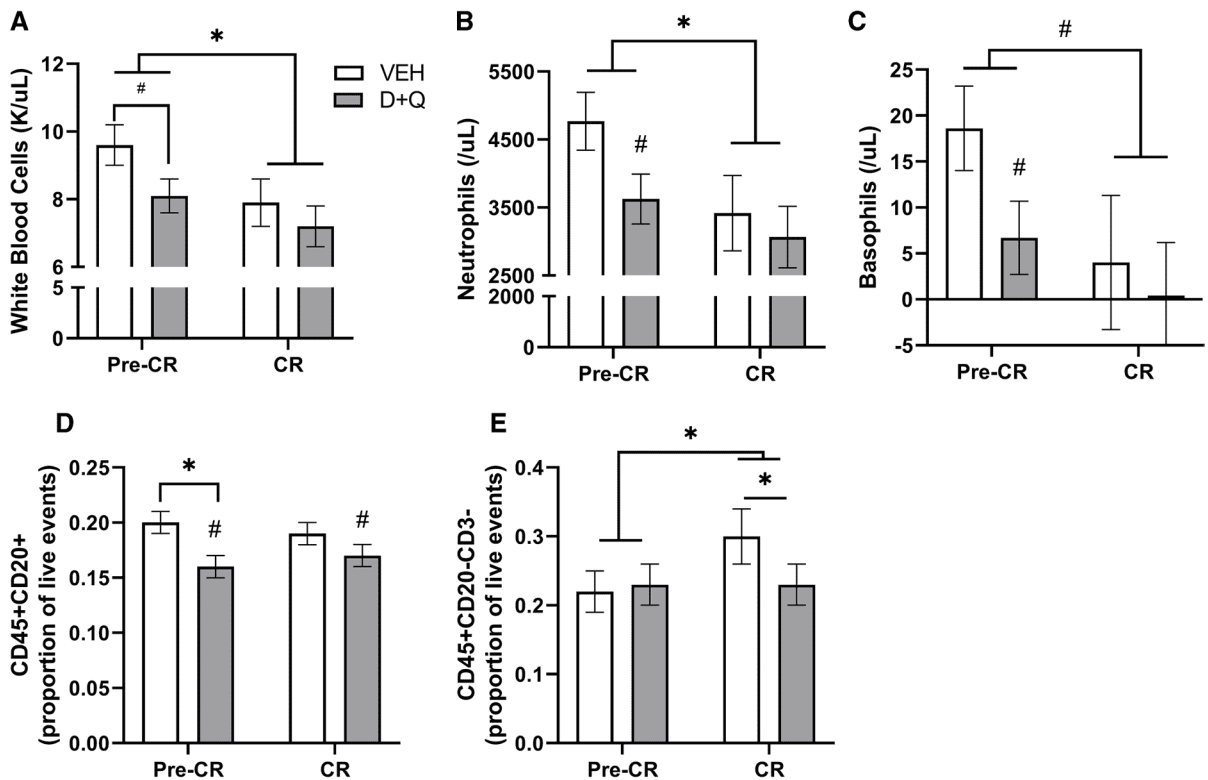 A
White Blood Cells (K/uL)
12
10
8
6
5
0
*
#
VEH
D+Q
Pre-CR
CR
B
Neutrophils (/uL)
5500
4500
3500
2500
2000
0
*
#
Pre-CR
CR
C
Basophils (/uL)
25
20
15
10
5
0
-5
#
#
Pre-CR
CR
D
CD45+CD20+
(proportion of live events)
0.25
0.20
0.15
0.10
0.05
0.00
*
#
#
Pre-CR
CR
E
CD45+CD20-CD3-
(proportion of live events)
0.4
0.3
0.2
0.1
0.0
*
*
Pre-CR
CR